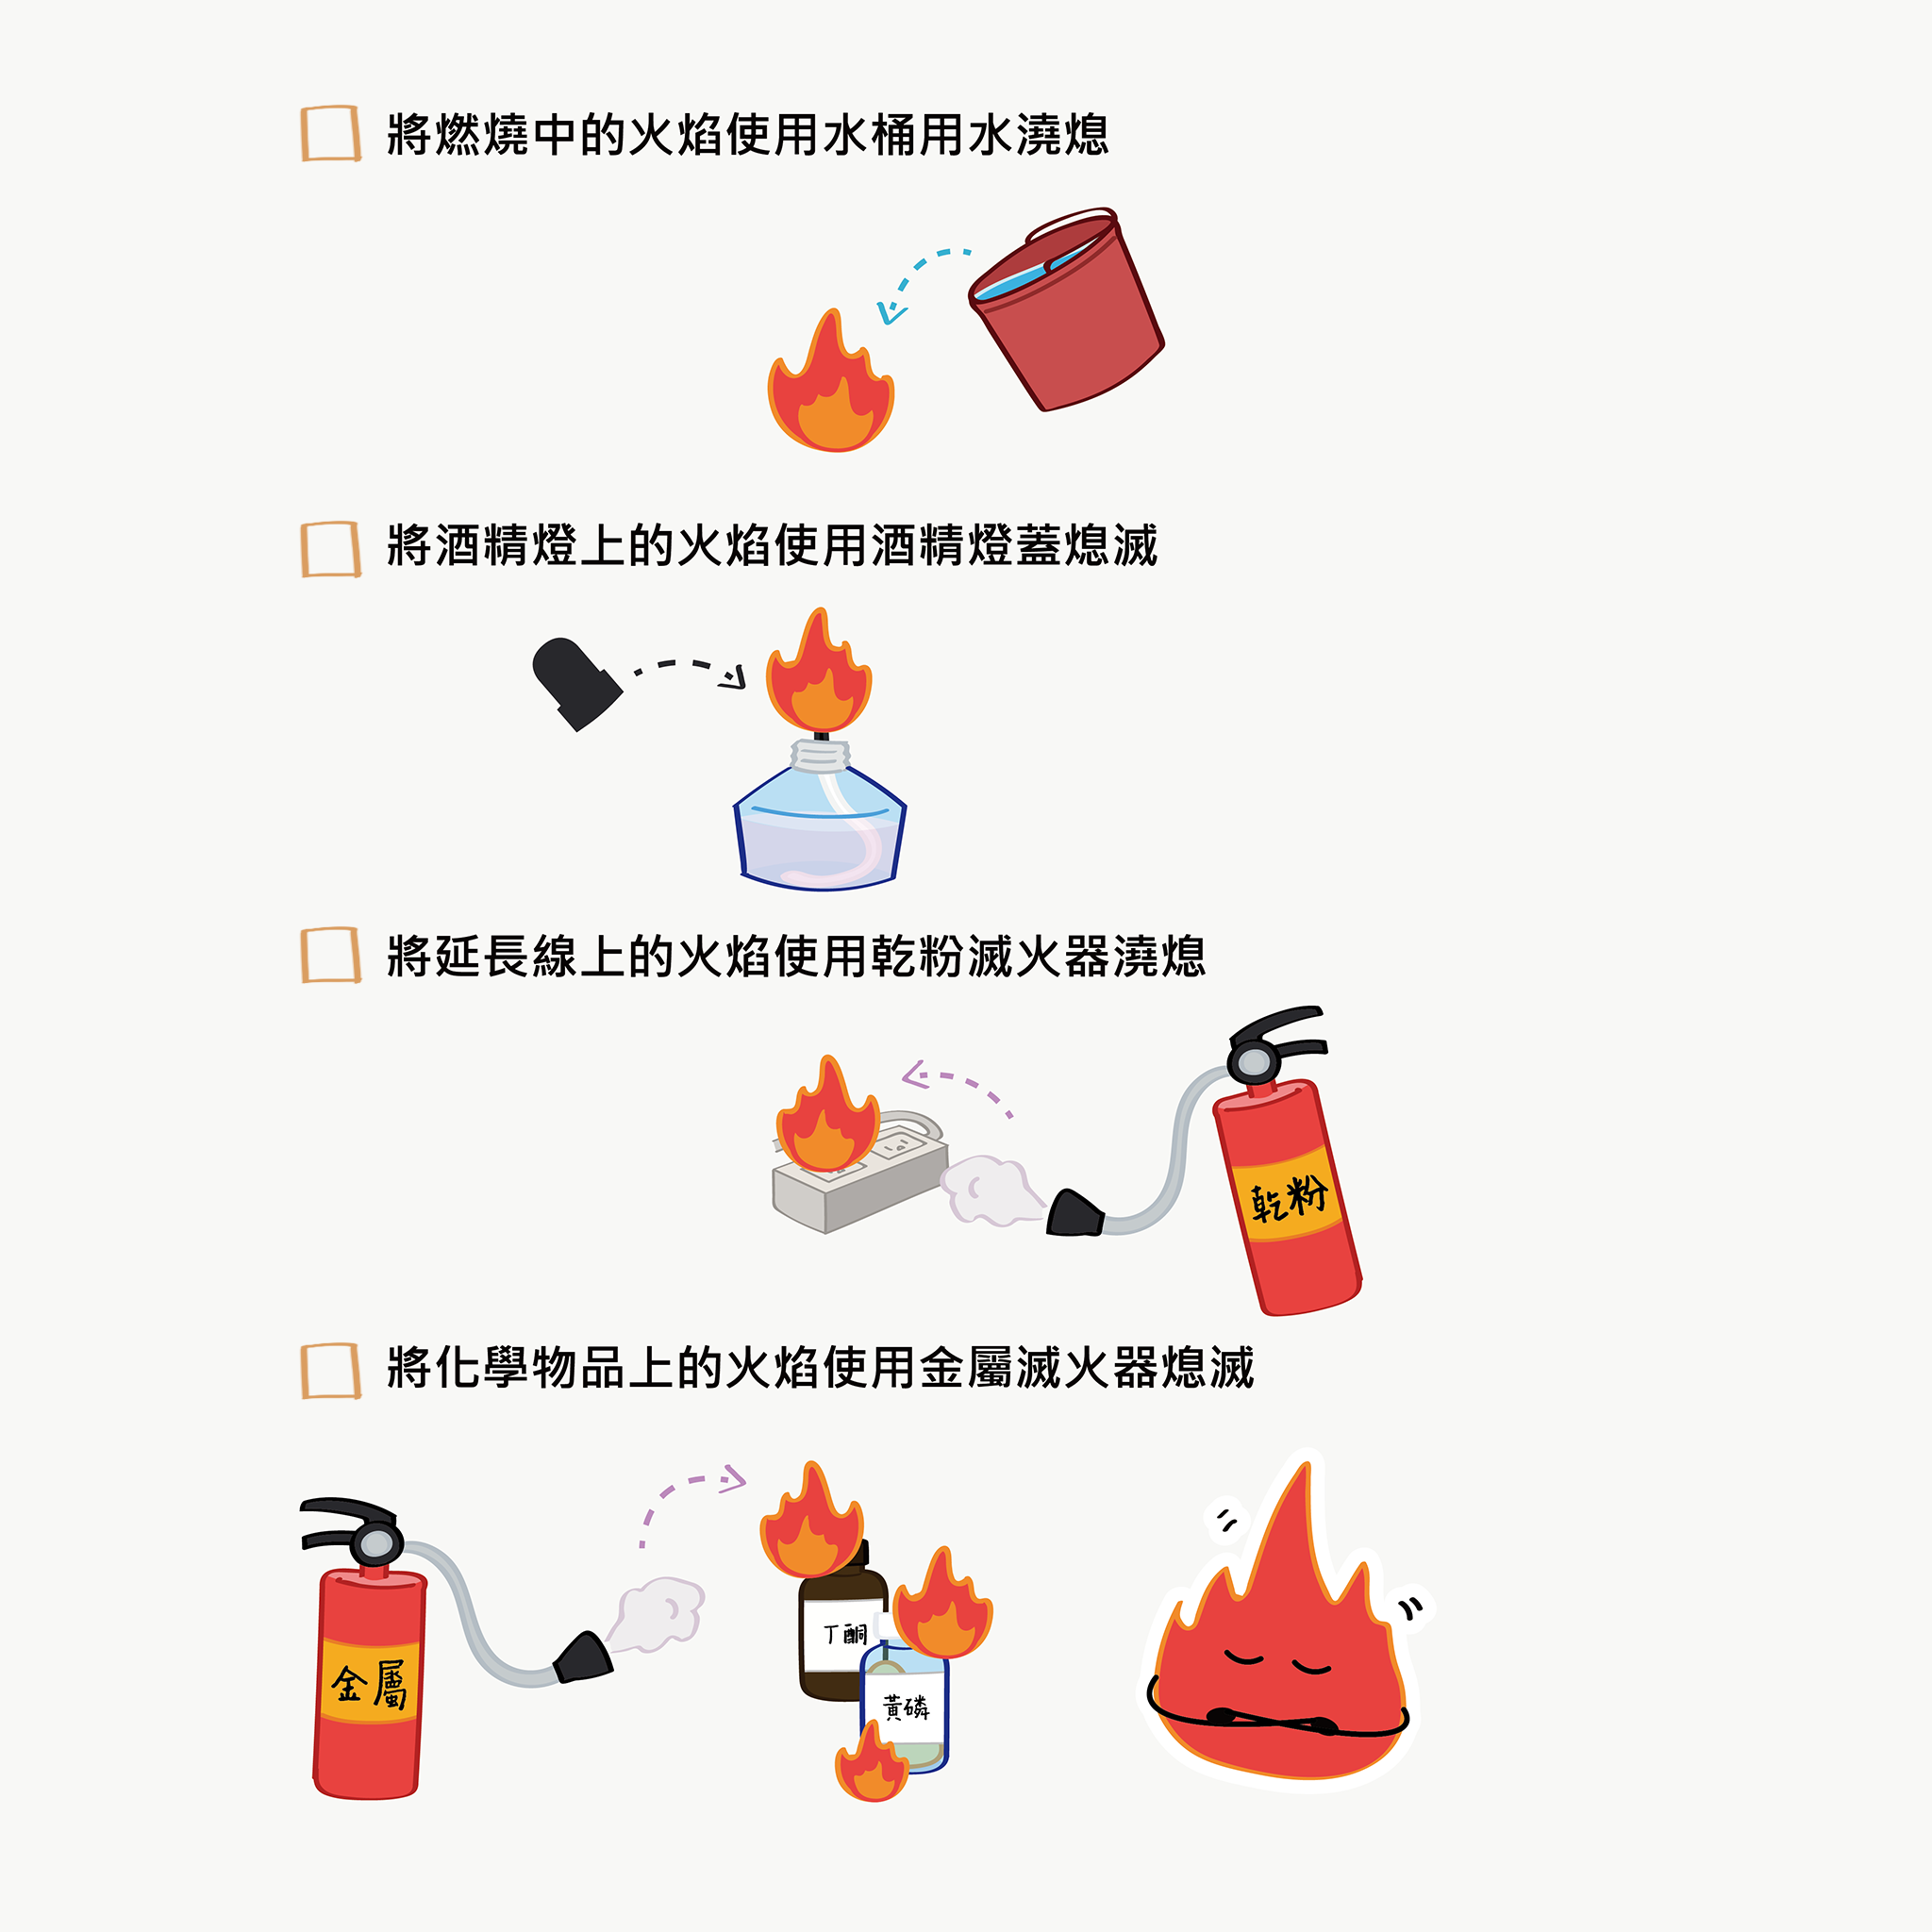 將燃燒中的火焰使用水桶用水澆熄
將酒精燈上的火焰使用酒精燈蓋熄滅
將延長線上的火焰使用乾粉滅火器澆熄
乾粉
將化學物品上的火焰使用金屬滅火器熄滅
金屬
丁酮
黃磷